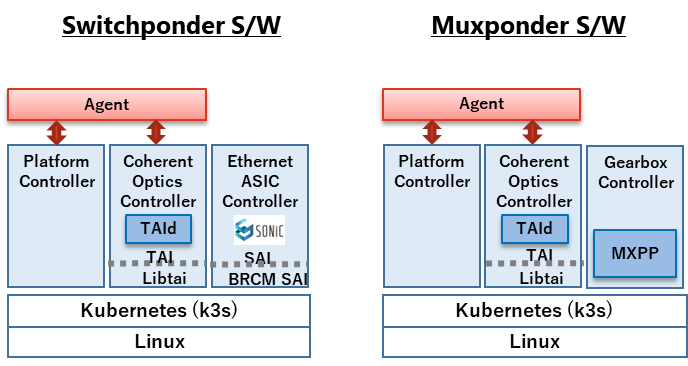 Switchponder S/W
Agent
Platform
Controller
Coherent
Optics
Controller
TAId
TAI
Libtai
Ethernet
ASIC
Controller
SONiC
SAI
BRCM SAI
Kubernetes (k3s)
Linux
Muxponder S/W
Agent
Platform
Controller
Coherent
Optics
Controller
TAId
TAI
Libtai
Gearbox
Controller
MXPP
Kubernetes (k3s)
Linux